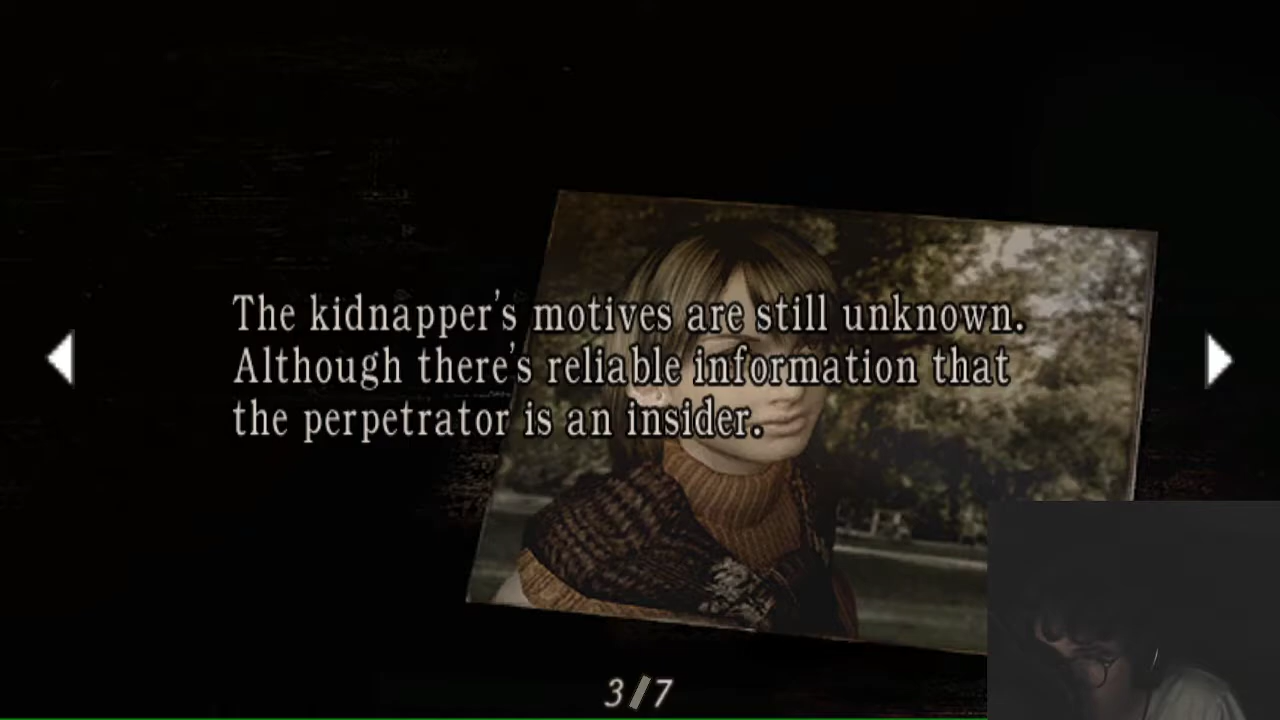 The kidnapper's motives are still unknown.
Although there's reliable information that
the perpetrator is an insider.
3/7